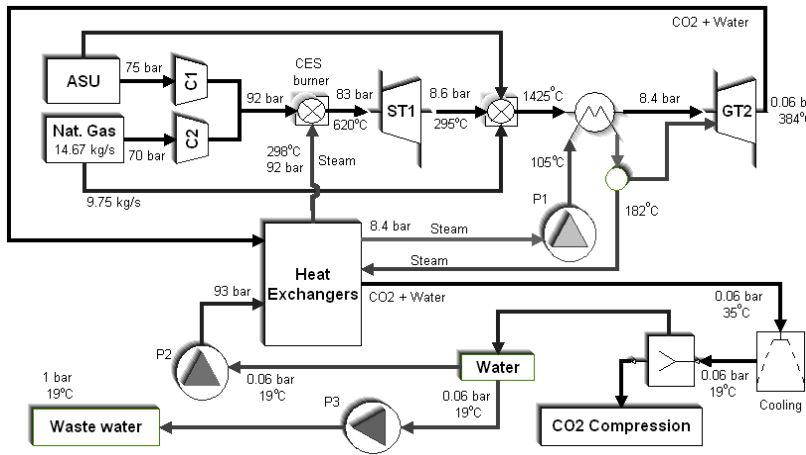 CO2 + Water
ASU
75 bar
C1
CES
burner
92 bar
83 bar
620°C
ST1
8.6 bar
295°C
1425°C
8.4 bar
GT2
0.06 b
384°
Nat. Gas
14.67 kg/s
70 bar
C2
298°C
92 bar
Steam
105°C
182°C
9.75 kg/s
P1
8.4 bar
Steam
Steam
Heat
Exchangers
93 bar
CO2 + Water
0.06 bar
35°C
P2
Water
0.06 bar
19°C
0.06 bar
19°C
0.06 bar
19°C
Cooling
1 bar
19°C
P3
Waste water
CO2 Compression